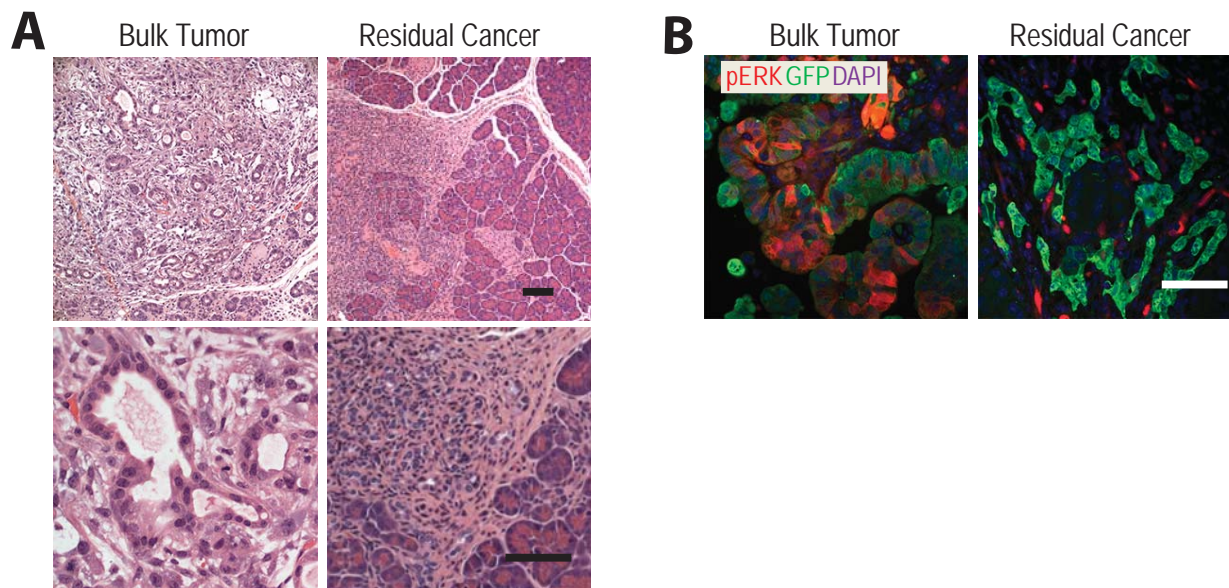 A
Bulk Tumor
Residual Cancer
B
Bulk Tumor
Residual Cancer
pERK GFP DAPI